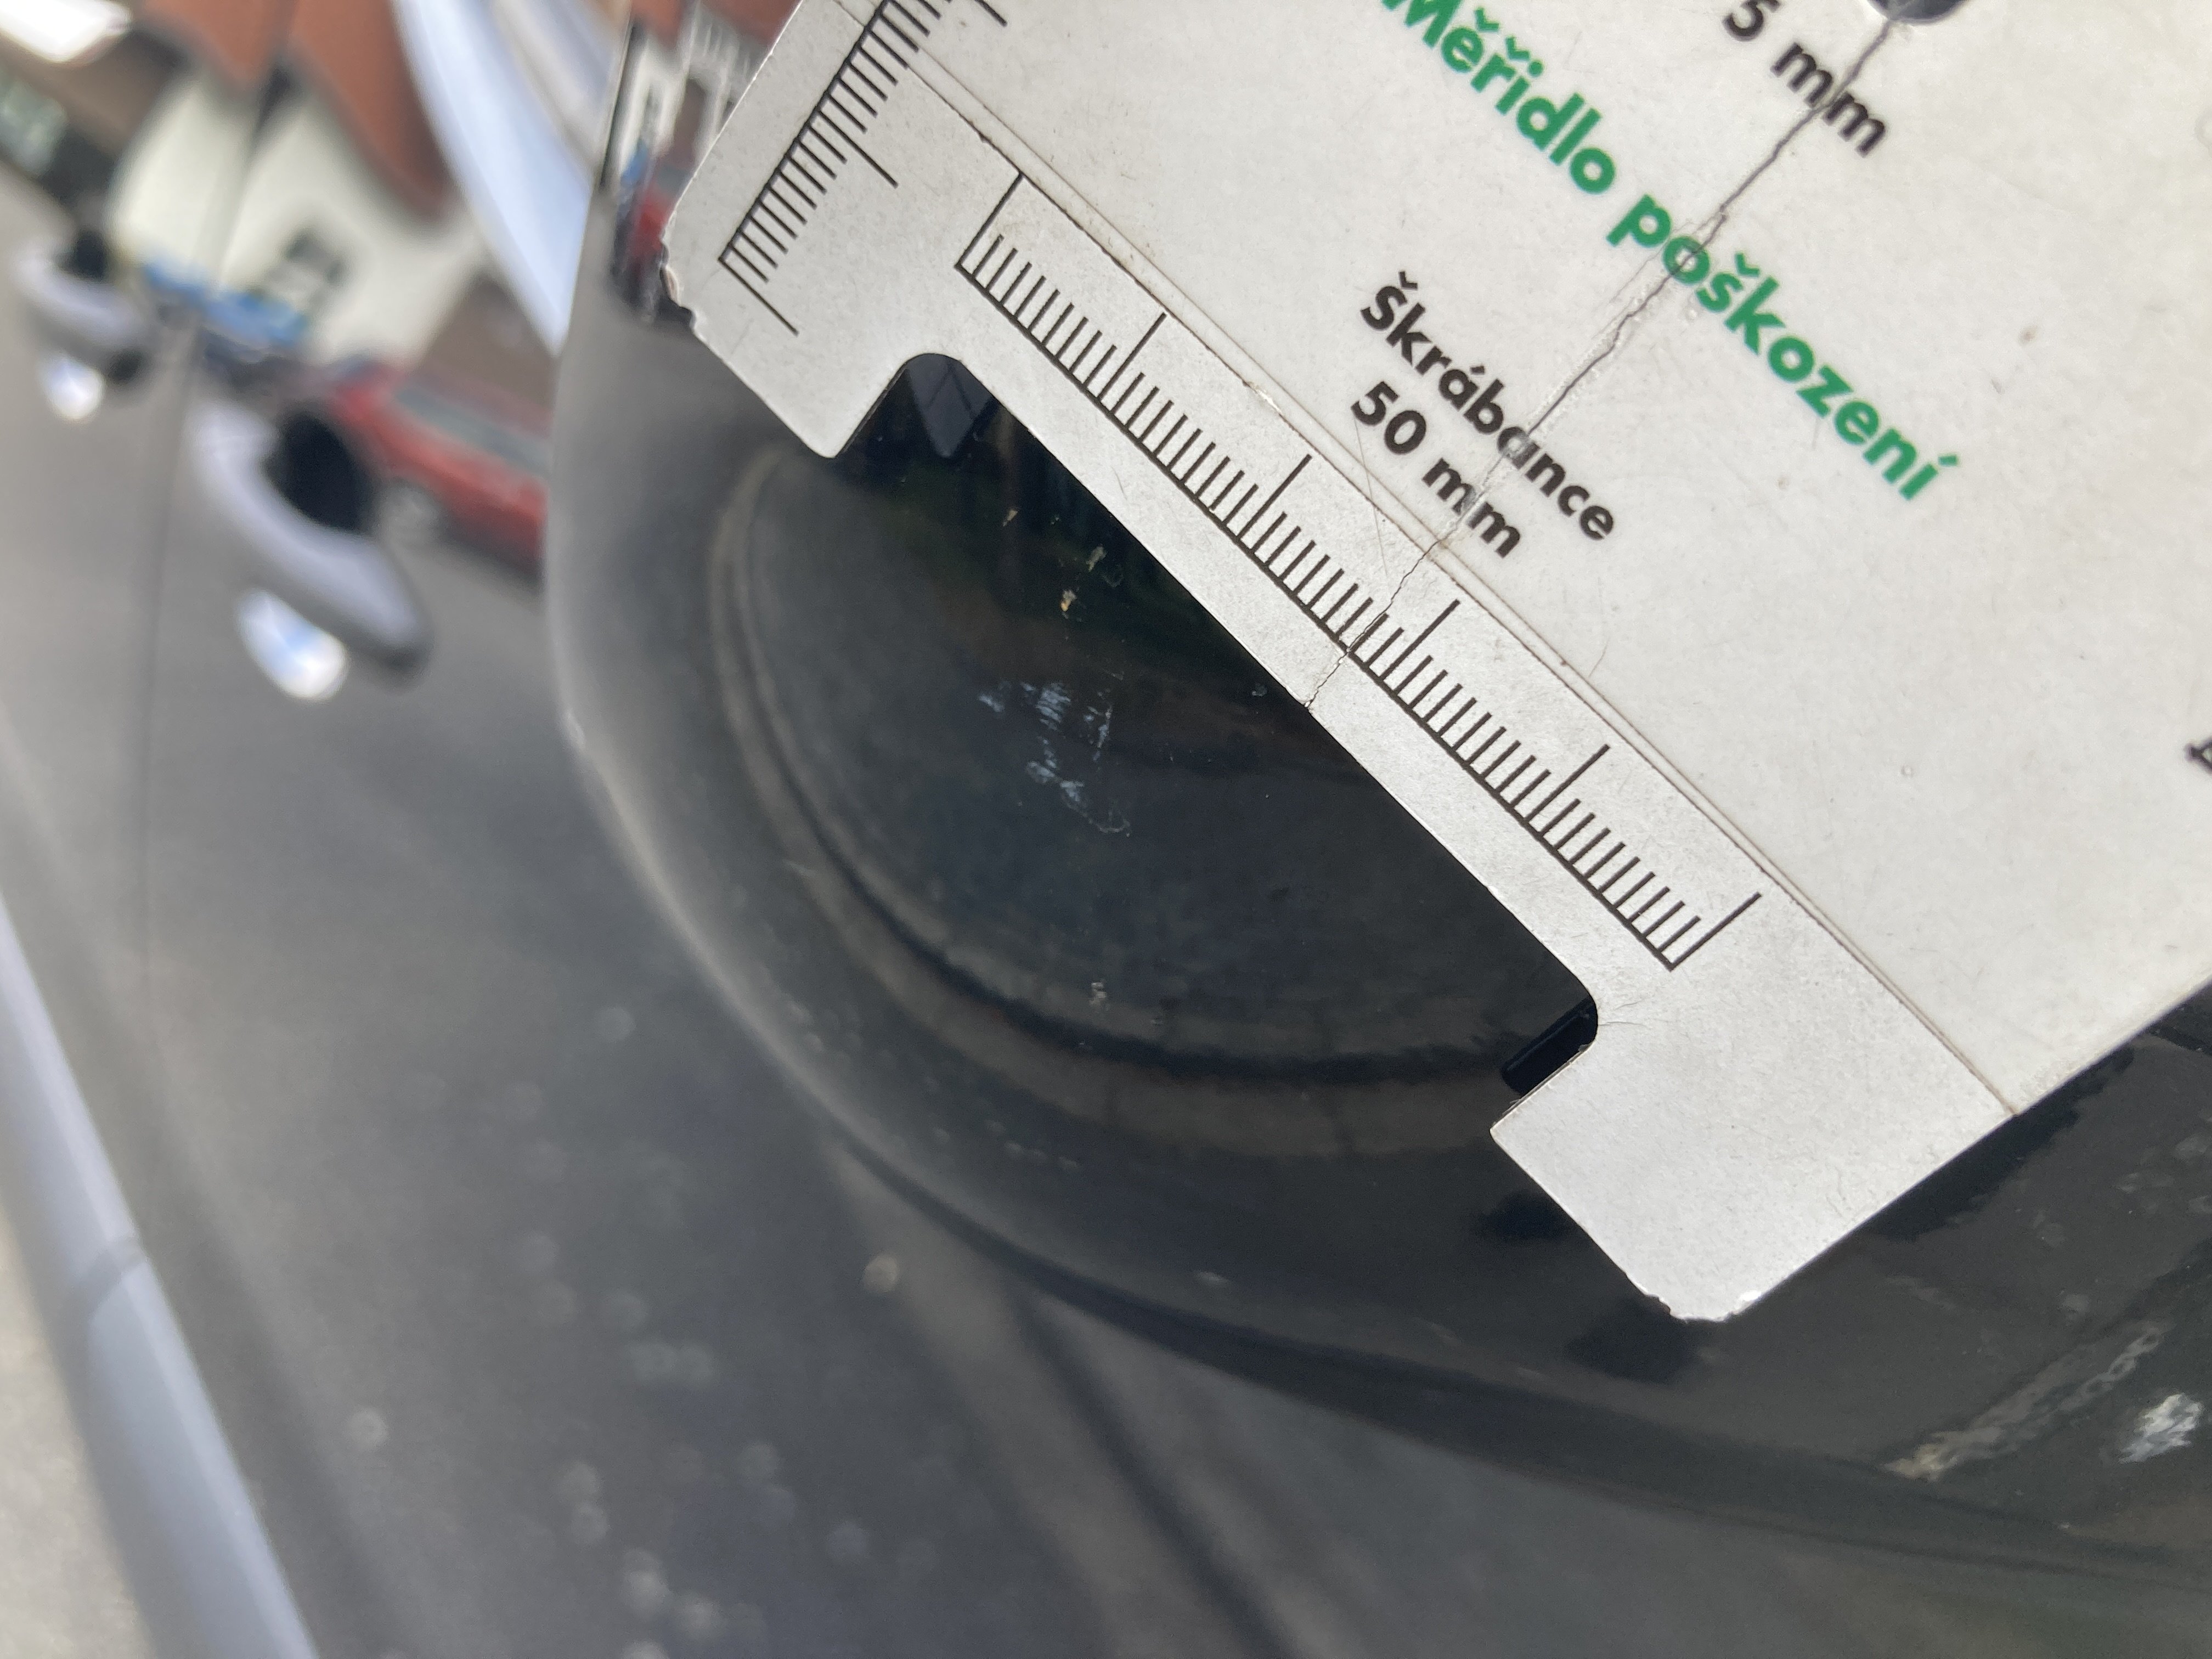 5 mm
Měřidlo poškození
Škrábance
50 mm